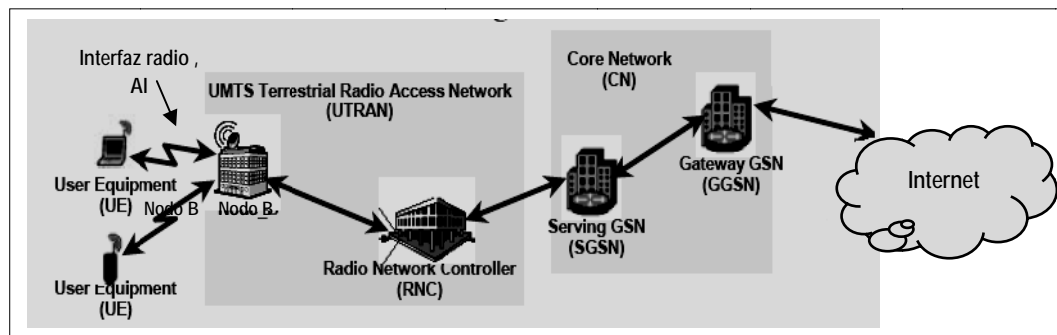 Interfaz radio ,
AI
UMTS Terrestrial Radio Access Network
(UTRAN)
Core Network
(CN)
User Equipment
(UE)
Nodo B
Nodo B
Gateway GSN
(GGSN)
Internet
Serving GSN
(SGSN)
Radio Network Controller
(RNC)
User Equipment
(UE)